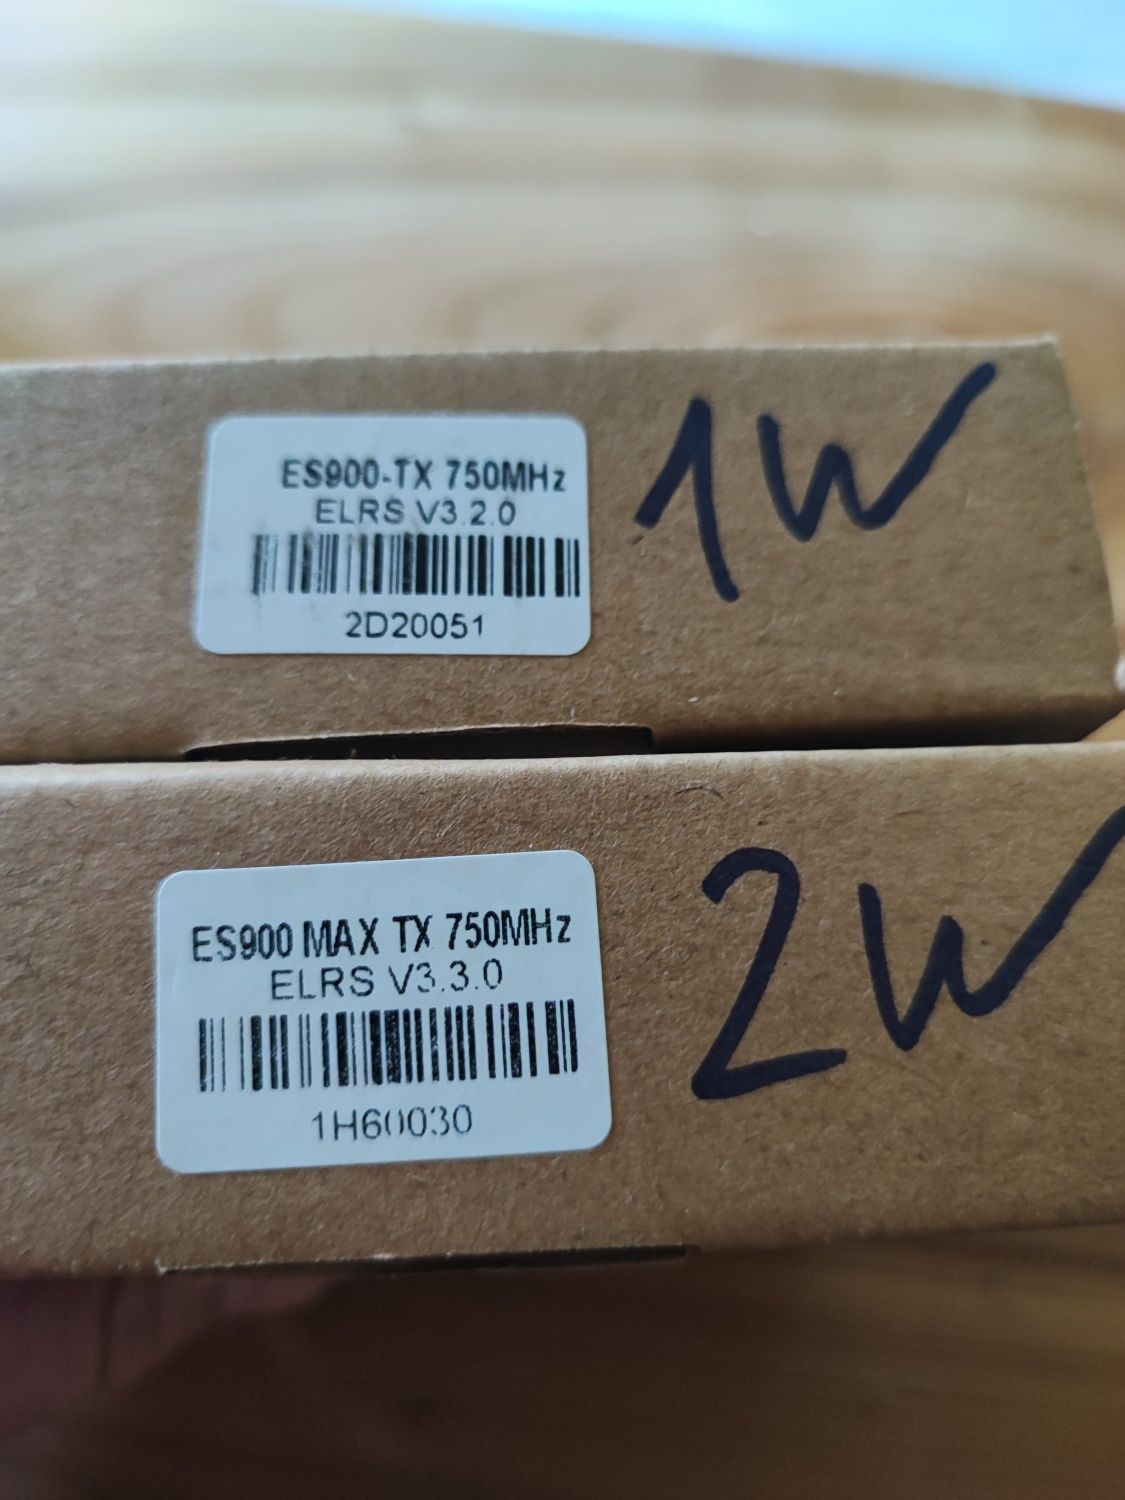 ES900-TX 750MHz
ELRS V3.2.0
2D20051
1W
ES900 MAX TX 750MHz
ELRS V3.3.0
1H60030
2W